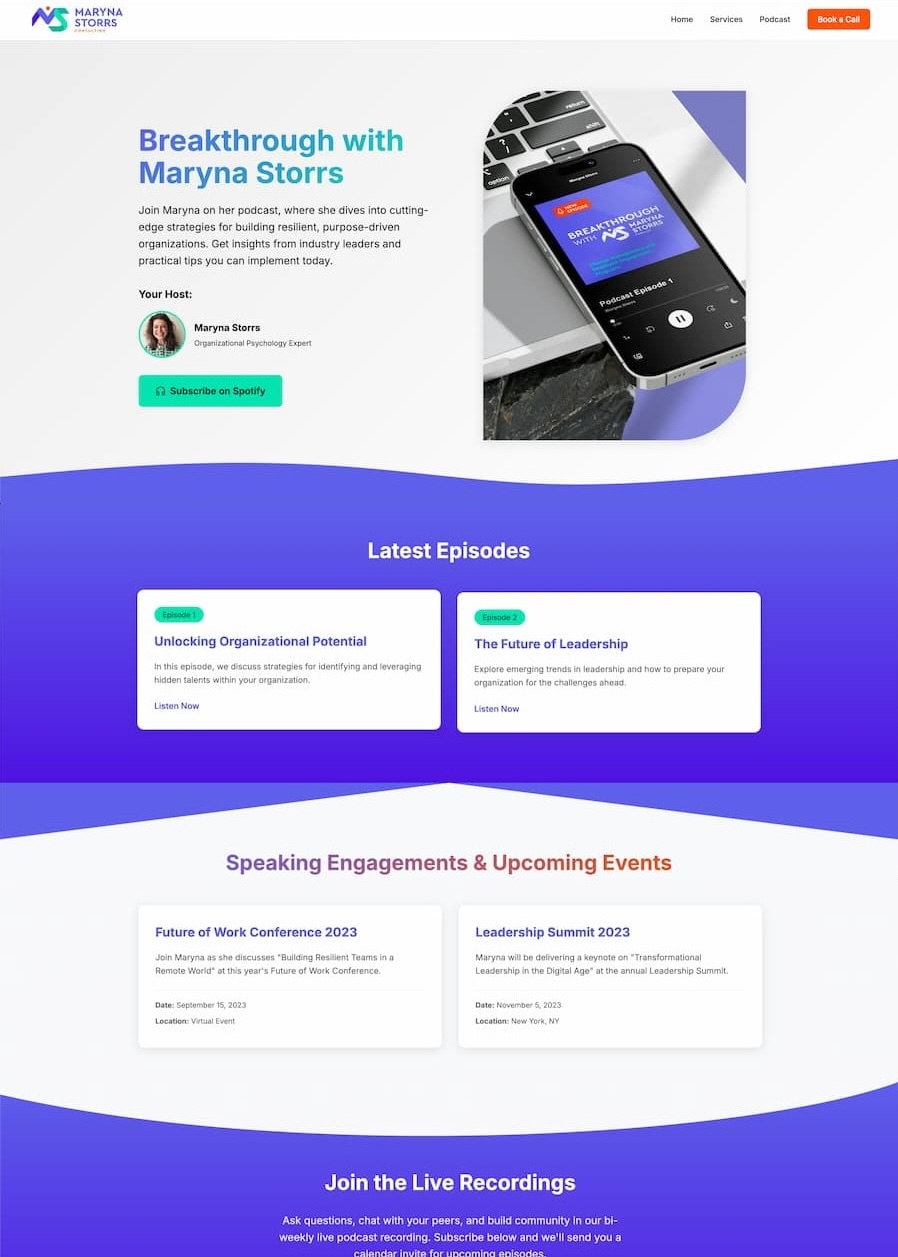 MARYNA
STORRS
CONSULTING
Home Services Podcast Book a Call
Breakthrough with
Maryna Storrs
Join Maryna on her podcast, where she dives into cutting-
edge strategies for building resilient, purpose-driven
organizations. Get insights from industry leaders and
practical tips you can implement today.
Your Host:
Maryna Storrs
Organizational Psychology Expert
Subscribe on Spotify
return
shift
option
Maryna Storrs
NEW
EPISODE
BREAKTHROUGH
WITH MS MARYNA
STORRS
Podcast Episode 1
Maryna Storrs
Latest Episodes
Episode 1
Unlocking Organizational Potential
In this episode, we discuss strategies for identifying and leveraging
hidden talents within your organization.
Listen Now
Episode 2
The Future of Leadership
Explore emerging trends in leadership and how to prepare your
organization for the challenges ahead.
Listen Now
Speaking Engagements & Upcoming Events
Future of Work Conference 2023
Join Maryna as she discusses "Building Resilient Teams in a
Remote World" at this year's Future of Work Conference.
Date: September 15, 2023
Location: Virtual Event
Leadership Summit 2023
Maryna will be delivering a keynote on "Transformational
Leadership in the Digital Age" at the annual Leadership Summit.
Date: November 5, 2023
Location: New York, NY
Join the Live Recordings
Ask questions, chat with your peers, and build community in our bi-
weekly live podcast recording. Subscribe below and we'll send you a
calendar invite for upcoming episodes.